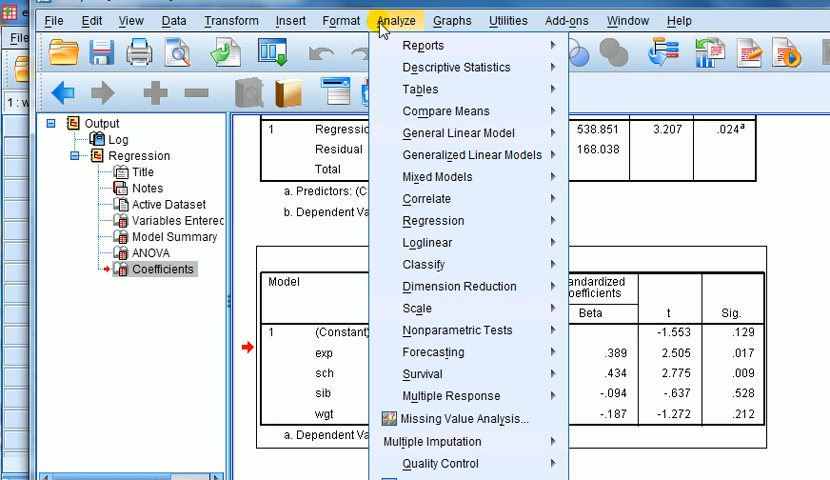 File Edit View Data Transform Insert Format Analyze Graphs Utilities Add-ons Window Help
File
1 :
Output
Log
Regression
Title
Notes
Active Dataset
Variables Entered
Model Summary
ANOVA
Coefficients
Reports
Descriptive Statistics
Tables
Compare Means
General Linear Model
Generalized Linear Models
Mixed Models
Correlate
Regression
Loglinear
Classify
Dimension Reduction
Scale
Nonparametric Tests
Forecasting
Survival
Multiple Response
Missing Value Analysis...
Multiple Imputation
Quality Control
1 Regressio 538.851 3.207 .024a
Residual 168.038
Total
a. Predictors: (C
b. Dependent Va
Model andardized
oefficients
Beta t Sig.
1 (Constant) -1.553 .129
exp .389 2.505 .017
sch .434 2.775 .009
sib -.094 -.637 .528
wgt -.187 -1.272 .212
a. Dependent Va